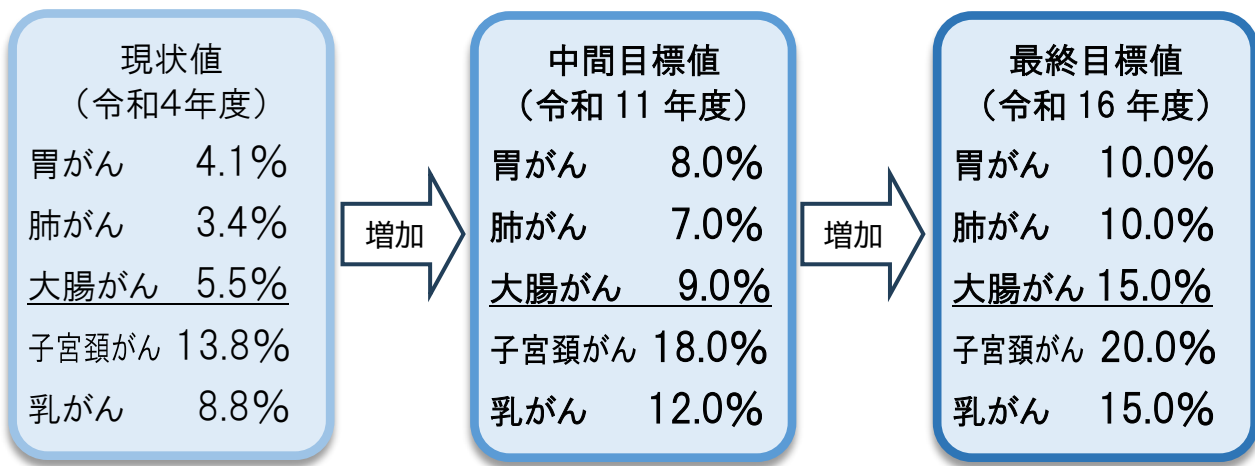 現状値
（令和4年度）
胃がん 4.1%
肺がん 3.4%
大腸がん 5.5%
子宮頸がん 13.8%
乳がん 8.8%
増加
中間目標値
（令和 11 年度）
胃がん 8.0%
肺がん 7.0%
大腸がん 9.0%
子宮頸がん 18.0%
乳がん 12.0%
増加
最終目標値
（令和 16 年度）
胃がん 10.0%
肺がん 10.0%
大腸がん 15.0%
子宮頸がん 20.0%
乳がん 15.0%